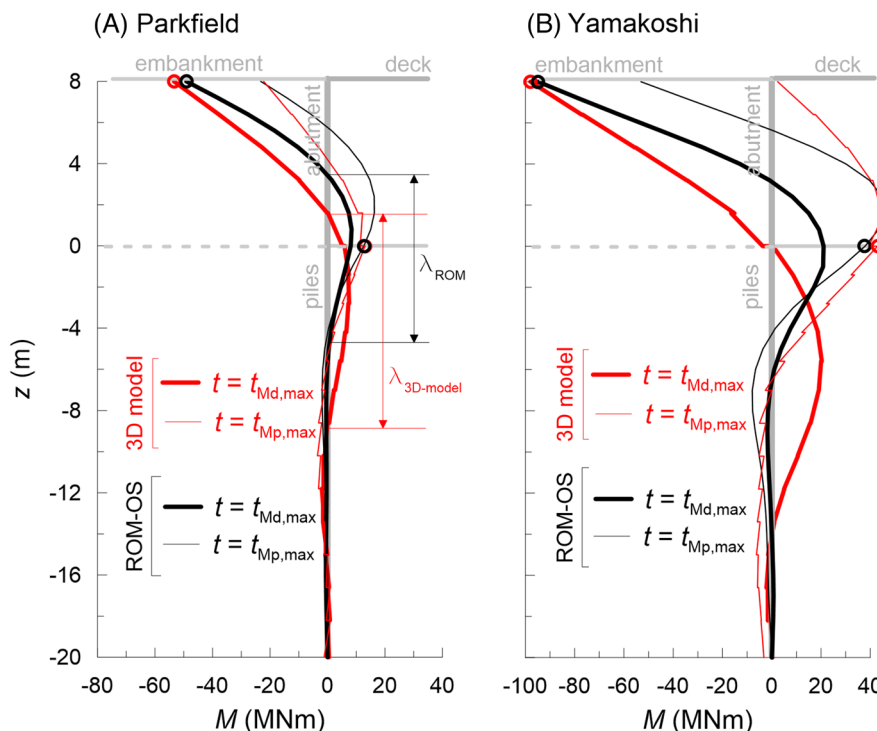 (A) Parkfield
(B) Yamakoshi
embankment
deck
embankment
deck
abutment
abutment
piles
piles
8
4
0
-4
-8
-12
-16
-20
z (m)
λROM
λ3D-model
3D model
t = tMd,max
t = tMp,max
ROM-OS
t = tMd,max
t = tMp,max
3D model
t = tMd,max
t = tMp,max
ROM-OS
t = tMd,max
t = tMp,max
-80 -60 -40 -20 0 20 40
-100 -80 -60 -40 -20 0 20 40
M (MNm)
M (MNm)